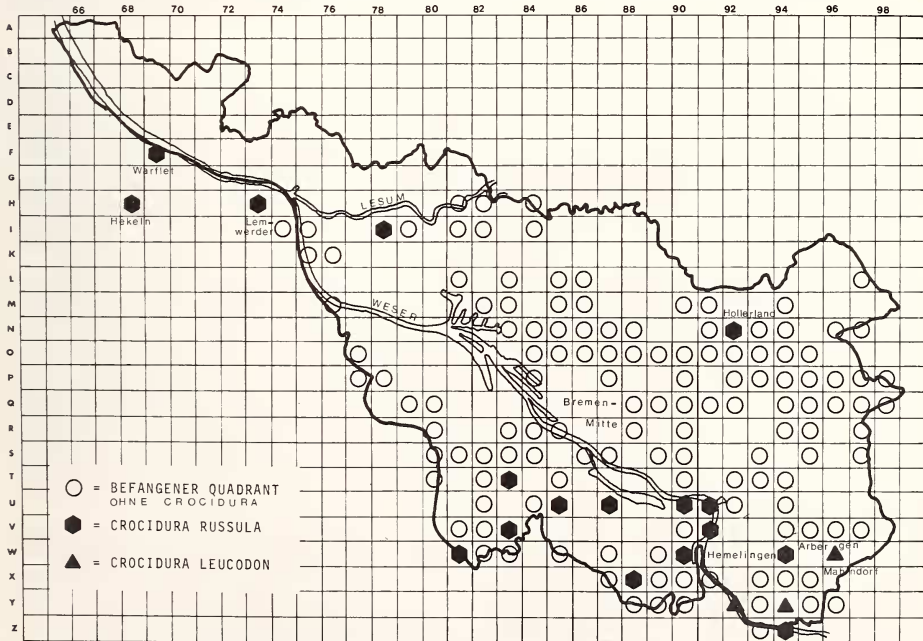 66 68 70 72 74 76 78 80 82 84 86 88 90 92 94 96 98
A
B
C
D
E
F
G
H
I
K
L
M
N
O
P
Q
R
S
T
U
V
W
X
Y
Z
Warflet
Hekeln
Lem-
werder
LESUM
WESER
Hollerland
Bremen-
Mitte
Hemelingen
Arbergen
Mahndorf
○ = BEFANGENER QUADRANT
OHNE CROCIDURA
⬢ = CROCIDURA RUSSULA
▲ = CROCIDURA LEUCODON